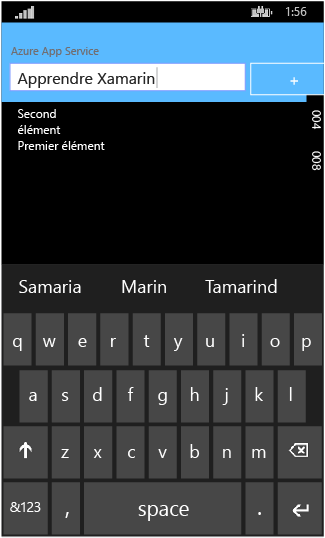 1:56
Azure App Service
Apprendre Xamarin +
Second
élément
Premier élément
004
008
Samaria Marin Tamarind
q w e r t y u i o p
a s d f g h j k l
z x c v b n m
&123 , space .